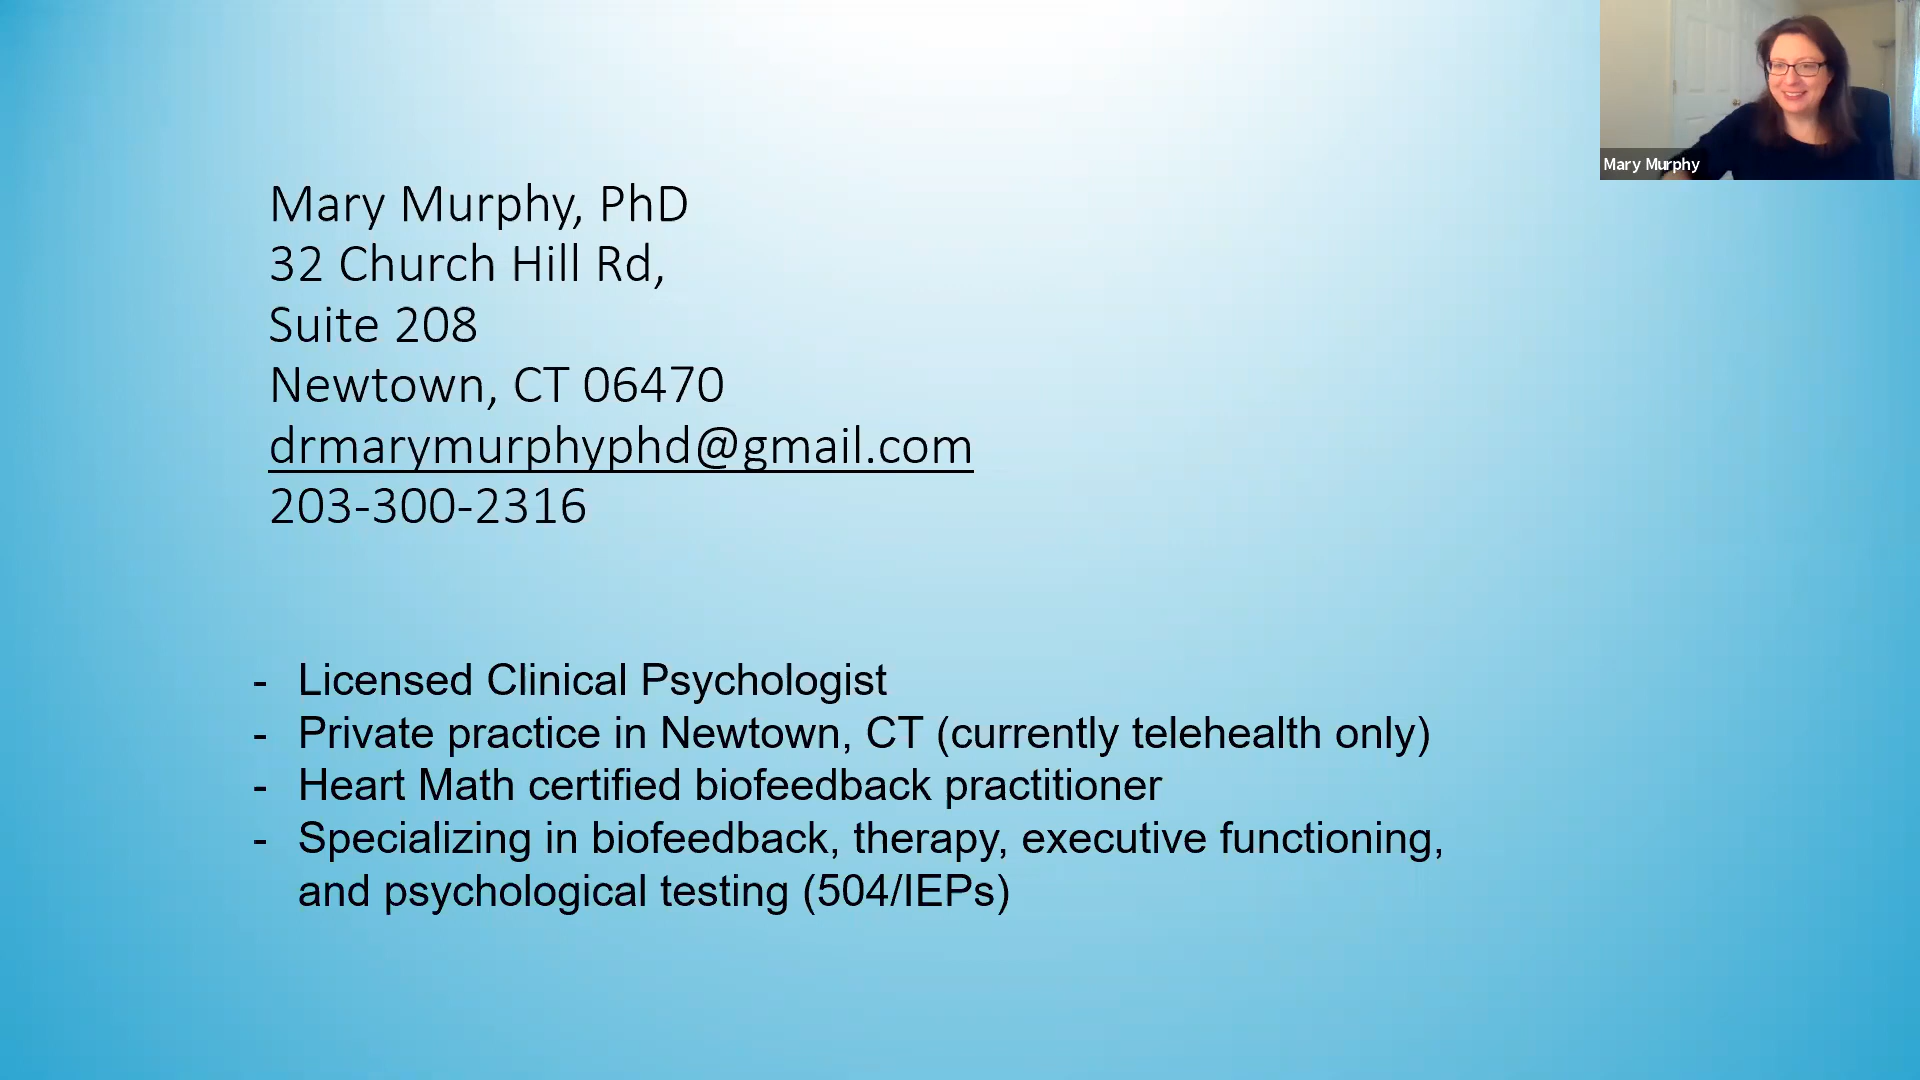 Mary Murphy, PhD
32 Church Hill Rd,
Suite 208
Newtown, CT 06470
drmarymurphyphd@gmail.com
203-300-2316
- Licensed Clinical Psychologist
- Private practice in Newtown, CT (currently telehealth only)
- Heart Math certified biofeedback practitioner
- Specializing in biofeedback, therapy, executive functioning,
and psychological testing (504/IEPs)
Mary Murphy